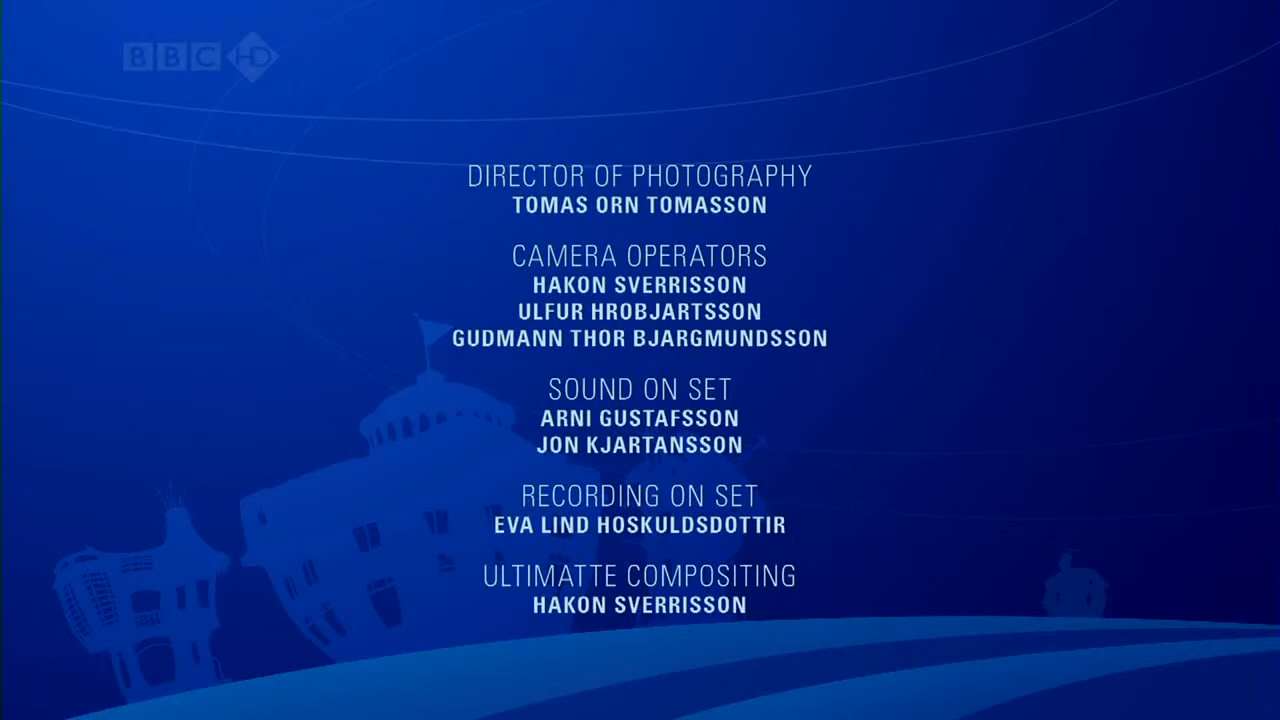 BBC HD
DIRECTOR OF PHOTOGRAPHY
TOMAS ORN TOMASSON
CAMERA OPERATORS
HAKON SVERRISSON
ULFUR HROBJARTSSON
GUDMANN THOR BJARGMUNDSSON
SOUND ON SET
ARNI GUSTAFSSON
JON KJARTANSSON
RECORDING ON SET
EVA LIND HOSKULDSDOTTIR
ULTIMATTE COMPOSITING
HAKON SVERRISSON